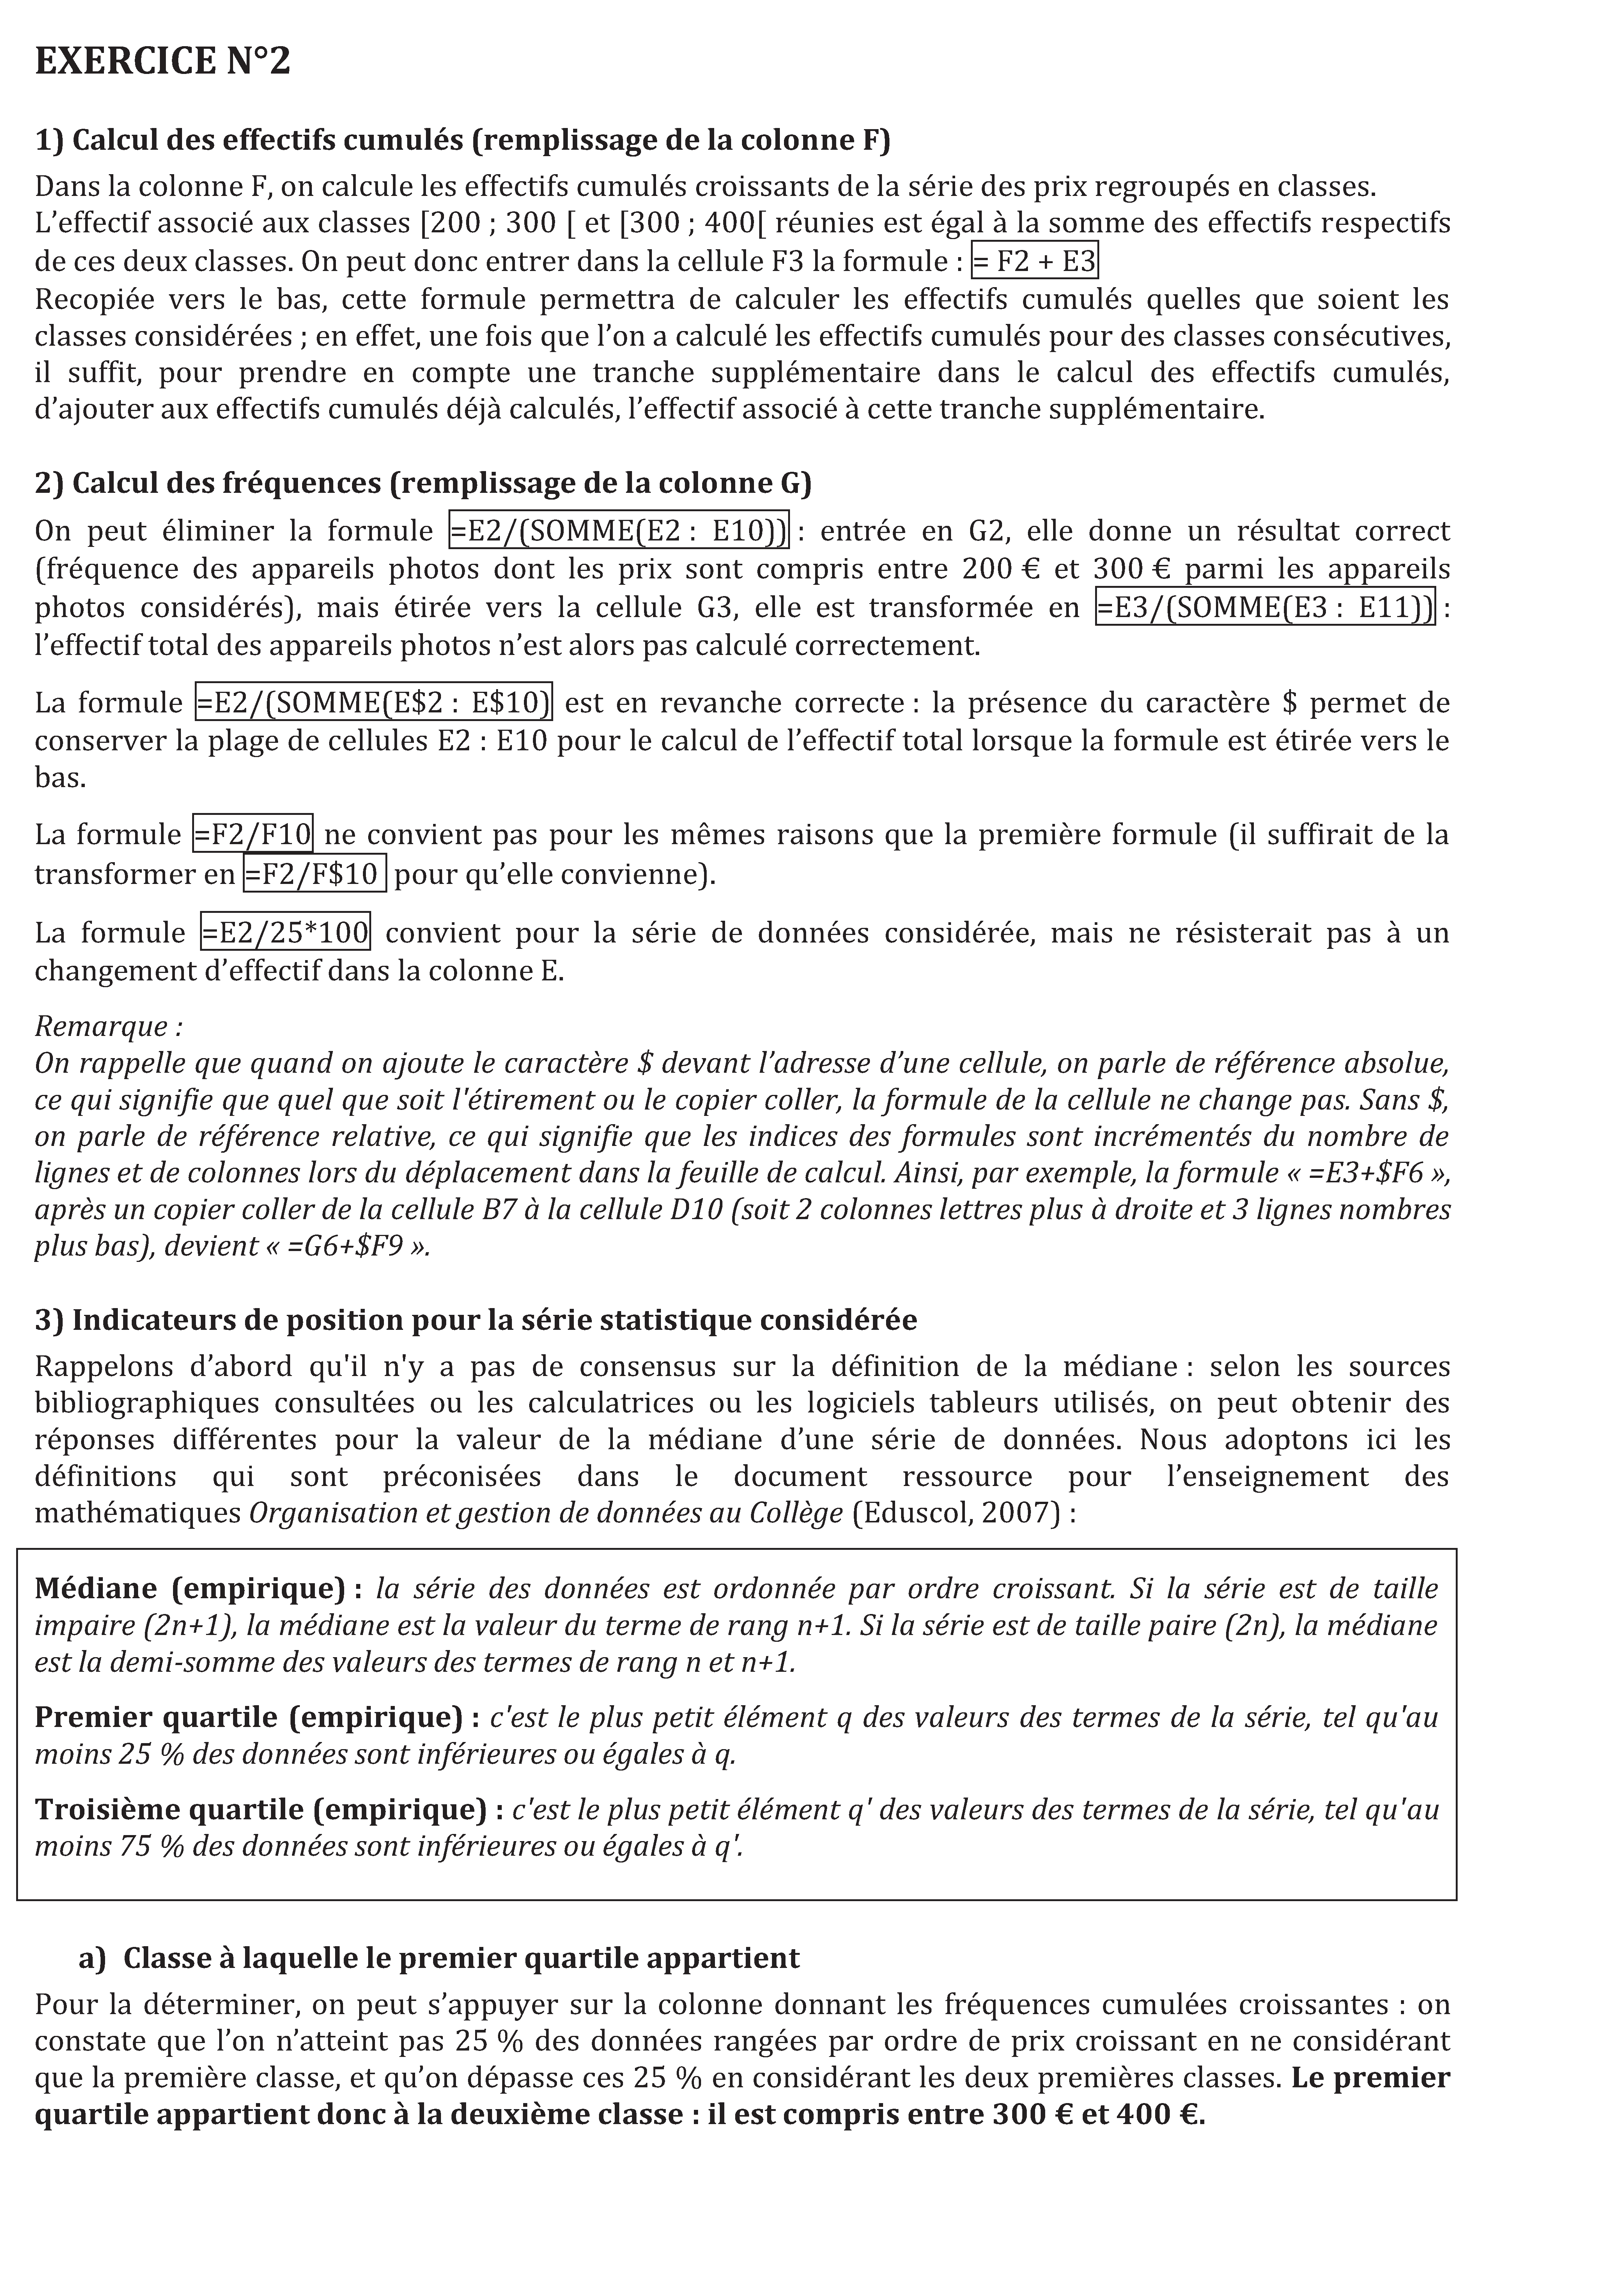 EXERCICE N°2
1) Calcul des effectifs cumulés (remplissage de la colonne F)
Dans la colonne F, on calcule les effectifs cumulés croissants de la série des prix regroupés en classes.
L’effectif associé aux classes [200 ; 300 [ et [300 ; 400[ réunies est égal à la somme des effectifs respectifs
de ces deux classes. On peut donc entrer dans la cellule F3 la formule : = F2 + E3
Recopiée vers le bas, cette formule permettra de calculer les effectifs cumulés quelles que soient les
classes considérées ; en effet, une fois que l’on a calculé les effectifs cumulés pour des classes consécutives,
il suffit, pour prendre en compte une tranche supplémentaire dans le calcul des effectifs cumulés,
d’ajouter aux effectifs cumulés déjà calculés, l’effectif associé à cette tranche supplémentaire.
2) Calcul des fréquences (remplissage de la colonne G)
On peut éliminer la formule =E2/(SOMME(E2 : E10)) : entrée en G2, elle donne un résultat correct
(fréquence des appareils photos dont les prix sont compris entre 200 € et 300 € parmi les appareils
photos considérés), mais étirée vers la cellule G3, elle est transformée en =E3/(SOMME(E3 : E11)) :
l’effectif total des appareils photos n’est alors pas calculé correctement.
La formule =E2/(SOMME(E$2 : E$10) est en revanche correcte : la présence du caractère $ permet de
conserver la plage de cellules E2 : E10 pour le calcul de l’effectif total lorsque la formule est étirée vers le
bas.
La formule =F2/F10 ne convient pas pour les mêmes raisons que la première formule (il suffirait de la
transformer en =F2/F$10 pour qu’elle convienne).
La formule =E2/25*100 convient pour la série de données considérée, mais ne résisterait pas à un
changement d’effectif dans la colonne E.
Remarque :
On rappelle que quand on ajoute le caractère $ devant l’adresse d’une cellule, on parle de référence absolue,
ce qui signifie que quel que soit l'étirement ou le copier coller, la formule de la cellule ne change pas. Sans $,
on parle de référence relative, ce qui signifie que les indices des formules sont incrémentés du nombre de
lignes et de colonnes lors du déplacement dans la feuille de calcul. Ainsi, par exemple, la formule « =E3+$F6 »,
après un copier coller de la cellule B7 à la cellule D10 (soit 2 colonnes lettres plus à droite et 3 lignes nombres
plus bas), devient « =G6+$F9 ».
3) Indicateurs de position pour la série statistique considérée
Rappelons d’abord qu'il n'y a pas de consensus sur la définition de la médiane : selon les sources
bibliographiques consultées ou les calculatrices ou les logiciels tableurs utilisés, on peut obtenir des
réponses différentes pour la valeur de la médiane d’une série de données. Nous adoptons ici les
définitions qui sont préconisées dans le document ressource pour l’enseignement des
mathématiques Organisation et gestion de données au Collège (Eduscol, 2007) :
Médiane (empirique) : la série des données est ordonnée par ordre croissant. Si la série est de taille
impaire (2n+1), la médiane est la valeur du terme de rang n+1. Si la série est de taille paire (2n), la médiane
est la demi-somme des valeurs des termes de rang n et n+1.
Premier quartile (empirique) : c'est le plus petit élément q des valeurs des termes de la série, tel qu'au
moins 25 % des données sont inférieures ou égales à q.
Troisième quartile (empirique) : c'est le plus petit élément q' des valeurs des termes de la série, tel qu'au
moins 75 % des données sont inférieures ou égales à q'.
a) Classe à laquelle le premier quartile appartient
Pour la déterminer, on peut s’appuyer sur la colonne donnant les fréquences cumulées croissantes : on
constate que l’on n’atteint pas 25 % des données rangées par ordre de prix croissant en ne considérant
que la première classe, et qu’on dépasse ces 25 % en considérant les deux premières classes. Le premier
quartile appartient donc à la deuxième classe : il est compris entre 300 € et 400 €.